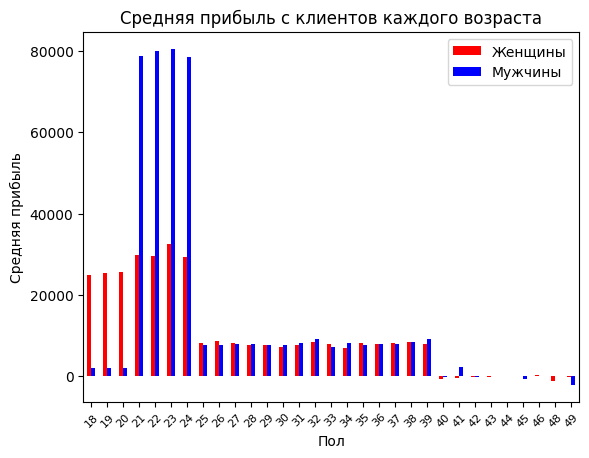 Средняя прибыль с клиентов каждого возраста
Женщины
Мужчины
Средняя прибыль
80000
60000
40000
20000
0
18 19 20 21 22 23 24 25 26 27 28 29 30 31 32 33 34 35 36 37 38 39 40 41 42 43 44 45 46 48 49
Пол